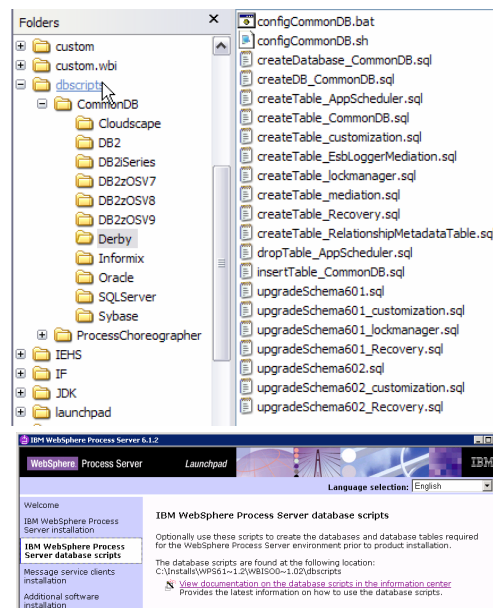 Folders
custom
custom.wbi
dbscripts
CommonDB
Cloudscape
DB2
DB2iSeries
DB2zOSV7
DB2zOSV8
DB2zOSV9
Derby
Informix
Oracle
SQLServer
Sybase
ProcessChoreographer
IEHS
IF
JDK
launchpad
configCommonDB.bat
configCommonDB.sh
createDatabase_CommonDB.sql
createDB_CommonDB.sql
createTable_AppScheduler.sql
createTable_CommonDB.sql
createTable_customization.sql
createTable_EsbLoggerMediation.sql
createTable_lockmanager.sql
createTable_mediation.sql
createTable_Recovery.sql
createTable_RelationshipMetadataTable.sq
dropTable_AppScheduler.sql
insertTable_CommonDB.sql
upgradeSchema601.sql
upgradeSchema601_customization.sql
upgradeSchema601_lockmanager.sql
upgradeSchema601_Recovery.sql
upgradeSchema602.sql
upgradeSchema602_customization.sql
upgradeSchema602_Recovery.sql
IBM WebSphere Process Server 6.1.2
WebSphere Process Server Launchpad IBM
Language selection: English
Welcome
IBM WebSphere Process
Server installation
IBM WebSphere Process
Server database scripts
Message service clients
installation
Additional software
installation
IBM WebSphere Process Server database scripts
Optionally use these scripts to create the databases and database tables required
for the WebSphere Process Server environment prior to product installation.
The database scripts are found at the following location:
C:\Installs\WPS61~1.2\WBISO0~1.02\dbscripts
View documentation on the database scripts in the information center
Provides the latest information on how to use the database scripts.